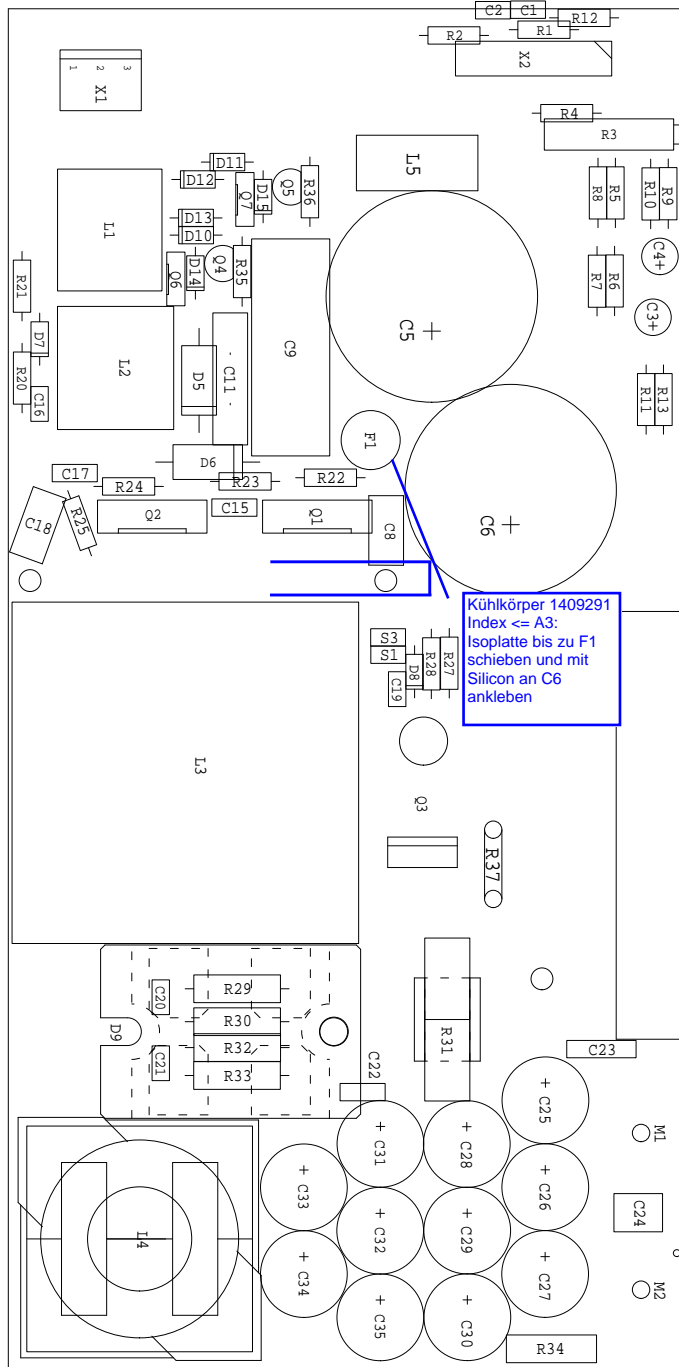 C2 C1
R12
R1
R2
X2
1 2 3
X1
R4
R3
L5
D11
D12
Q7
D15
Q5
R36
R8
R5
R10
R9
L1
D13
D10
C4+
Q6
D14
Q4
R35
R21
R7
R6
C3+
C5 +
D7
L2
C9
D5
C11
R20
C16
R11
R13
F1
C17
D6
R22
R24
R23
C18
R25
Q2
C15
Q1
C8
C6 +
Kühlkörper 1409291
Index <= A3:
Isoplatte bis zu F1
schieben und mit
Silicon an C6
ankleben
S3
S1
D8
R28
R27
C19
L3
Q3
R37
C20
R29
D9
R30
R31
R32
C21
R33
C22
C23
+ C25
M1
+ C31
+ C28
+ C33
+ C26
C24
L4
+ C32
+ C29
+ C34
+ C27
M2
+ C35
+ C30
R34